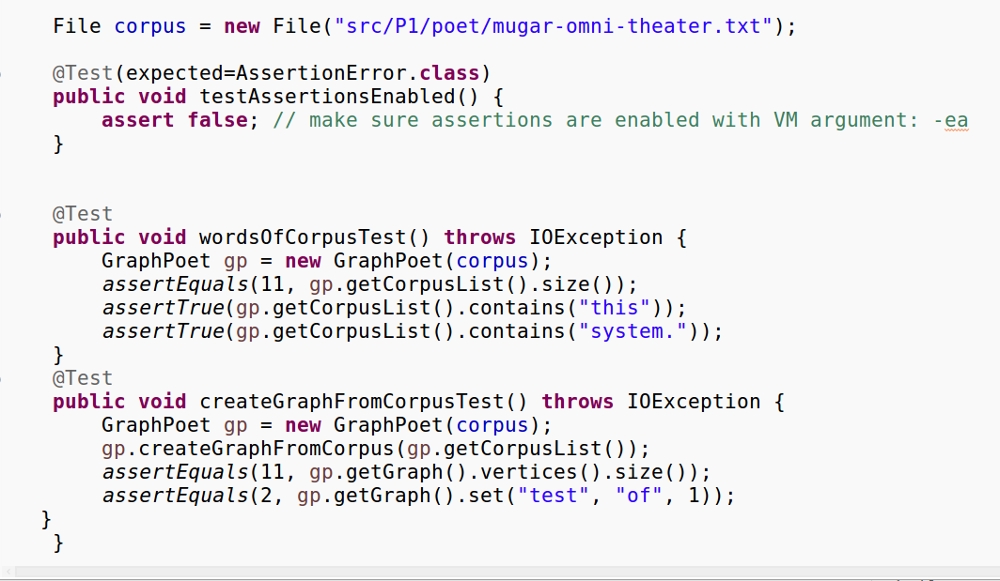 File corpus = new File("src/P1/poet/mugar-omni-theater.txt");
@Test(expected=AssertionError.class)
public void testAssertionsEnabled() {
assert false; // make sure assertions are enabled with VM argument: -ea
}
@Test
public void wordsOfCorpusTest() throws IOException {
GraphPoet gp = new GraphPoet(corpus);
assertEquals(11, gp.getCorpusList().size());
assertTrue(gp.getCorpusList().contains("this"));
assertTrue(gp.getCorpusList().contains("system."));
}
@Test
public void createGraphFromCorpusTest() throws IOException {
GraphPoet gp = new GraphPoet(corpus);
gp.createGraphFromCorpus(gp.getCorpusList());
assertEquals(11, gp.getGraph().vertices().size());
assertEquals(2, gp.getGraph().set("test", "of", 1));
}
}